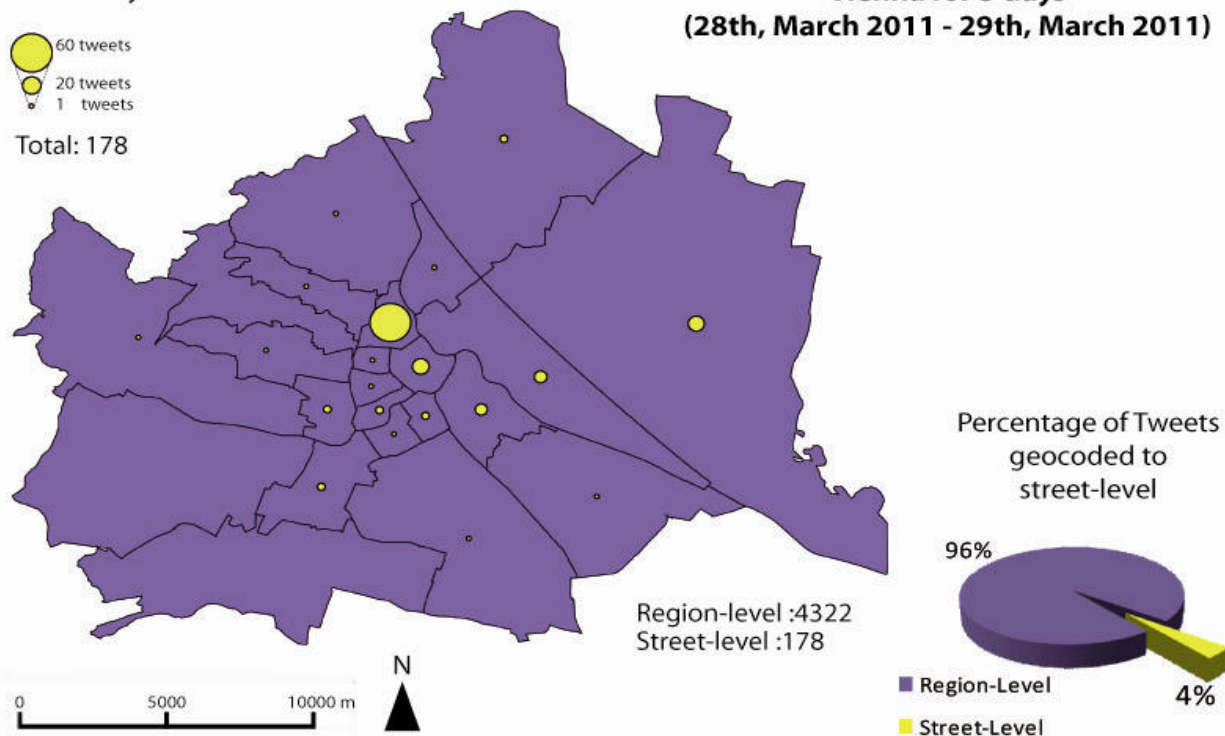 (28th, March 2011 - 29th, March 2011)
60 tweets
20 tweets
1 tweets
Total: 178
Percentage of Tweets
geocoded to
street-level
96%
4%
Region-Level
Street-Level
Region-level :4322
Street-level :178
N
0 5000 10000 m